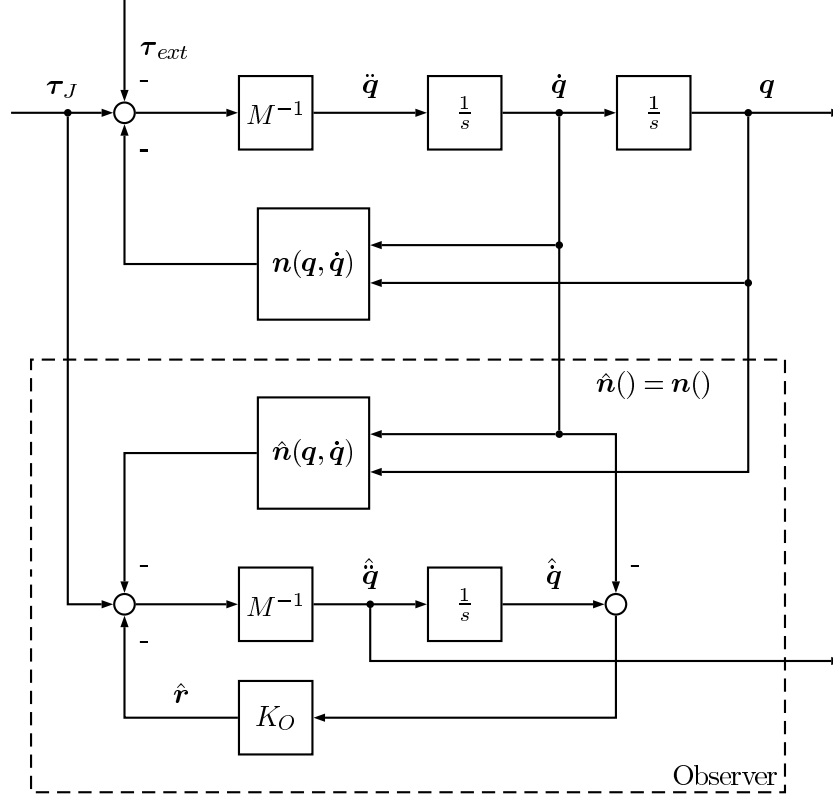 τ_ext
τ_J
-
M⁻¹
q̈
1/s
q̇
1/s
q
-
n(q, q̇)
n̂() = n()
n̂(q, q̇)
-
-
M⁻¹
q̈̂
1/s
q̇̂
-
r̂
K_O
Observer